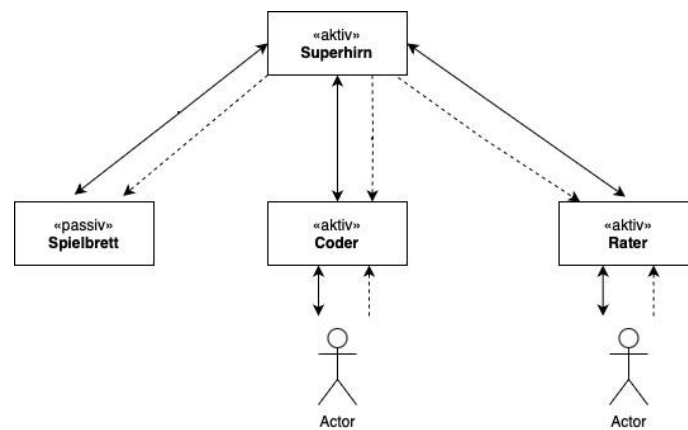 «aktiv»
Superhirn
«passiv»
Spielbrett
«aktiv»
Coder
«aktiv»
Rater
Actor
Actor